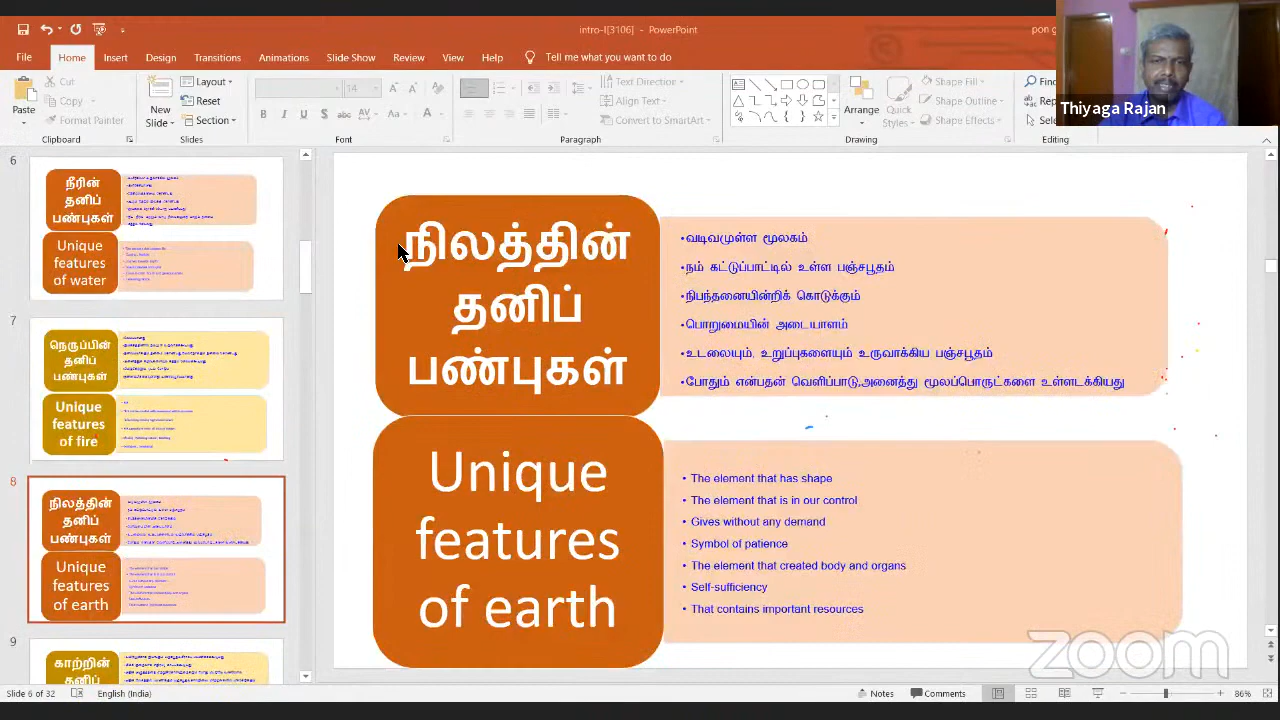 intro-I[3106] - PowerPoint
pon g
File Home Insert Design Transitions Animations Slide Show Review View Help Tell me what you want to do
Thiyaga Rajan
Paste
Cut
Copy
Format Painter
Clipboard
New Slide
Layout
Reset
Section
Slides
14
Paragraph
Text Direction
Align Text
Convert to SmartArt
Arrange
Quick Styles
Drawing
Shape Fill
Shape Outline
Shape Effects
Find
Editing
6
நீரின்
தனிப்
பண்புகள்
Unique
features
of water
7
நெருப்பின்
தனிப்
பண்புகள்
Unique
features
of fire
8
நிலத்தின்
தனிப்
பண்புகள்
Unique
features
of earth
9
காற்றின்
தனிப்
நிலத்தின்
தனிப்
பண்புகள்
•வடிவமுள்ள மூலகம்
•நம் கட்டுப்பாட்டில் உள்ள பஞ்சபூதம்
•நிபந்தனையின்றிக் கொடுக்கும்
•பொறுமையின் அடையாளம்
•உடலையும், உறுப்புகளையும் உருவாக்கிய பஞ்சபூதம்
•போதும் என்பதன் வெளிப்பாடு,அனைத்து மூலப்பொருட்களை உள்ளடக்கியது
Unique
features
of earth
• The element that has shape
• The element that is in our control
• Gives without any demand
• Symbol of patience
• The element that created body and organs
• Self-sufficiency
• That contains important resources
zoom
Slide 6 of 32 English (India) Notes Comments 86%